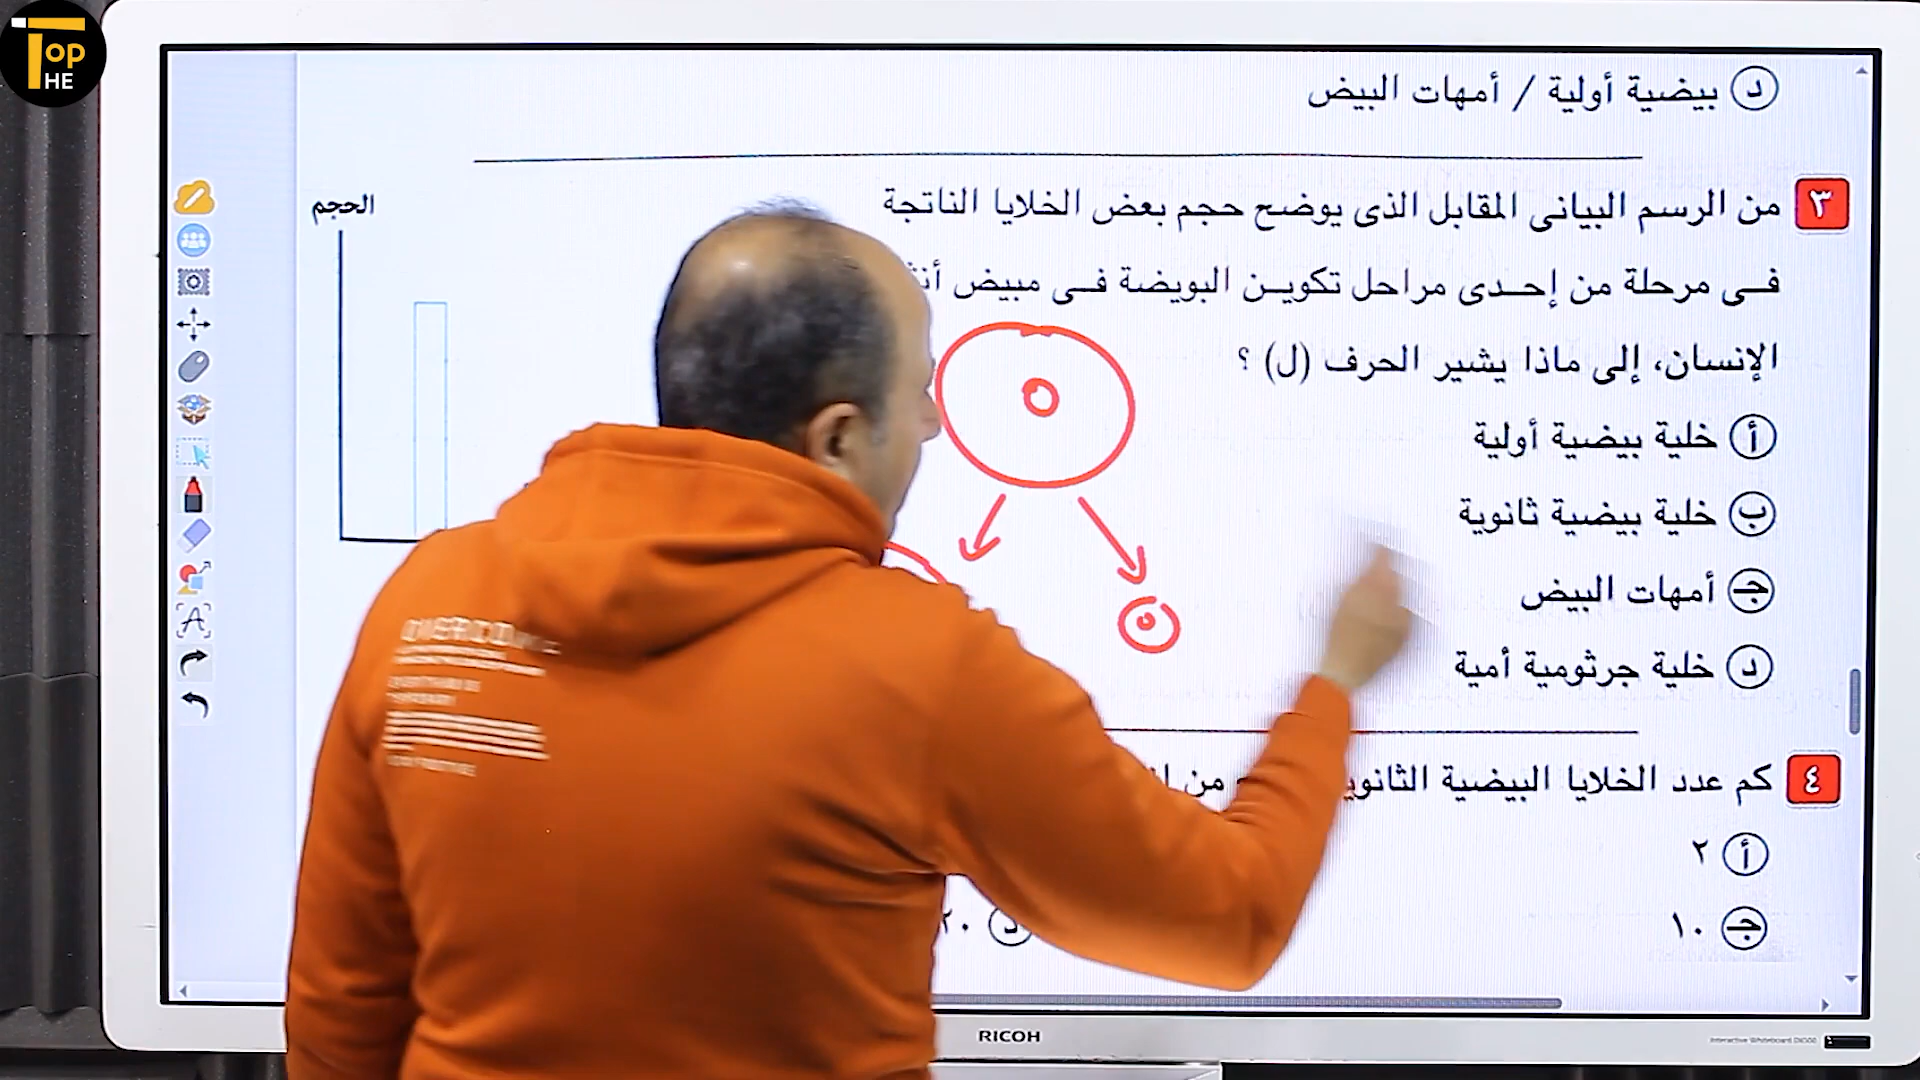 TOP
THE
د بيضية أولية / أمهات البيض
٣ من الرسم البيانى المقابل الذى يوضح حجم بعض الخلايا الناتجة
فى مرحلة من إحدى مراحل تكوين البويضة فى مبيض
الإنسان، إلى ماذا يشير الحرف (ل) ؟
الحجم
أ خلية بيضية أولية
ب خلية بيضية ثانوية
ج أمهات البيض
د خلية جرثومية أمية
٤ كم عدد الخلايا البيضية من
أ ٢
ج ١٠
د ٢٠
RICOH